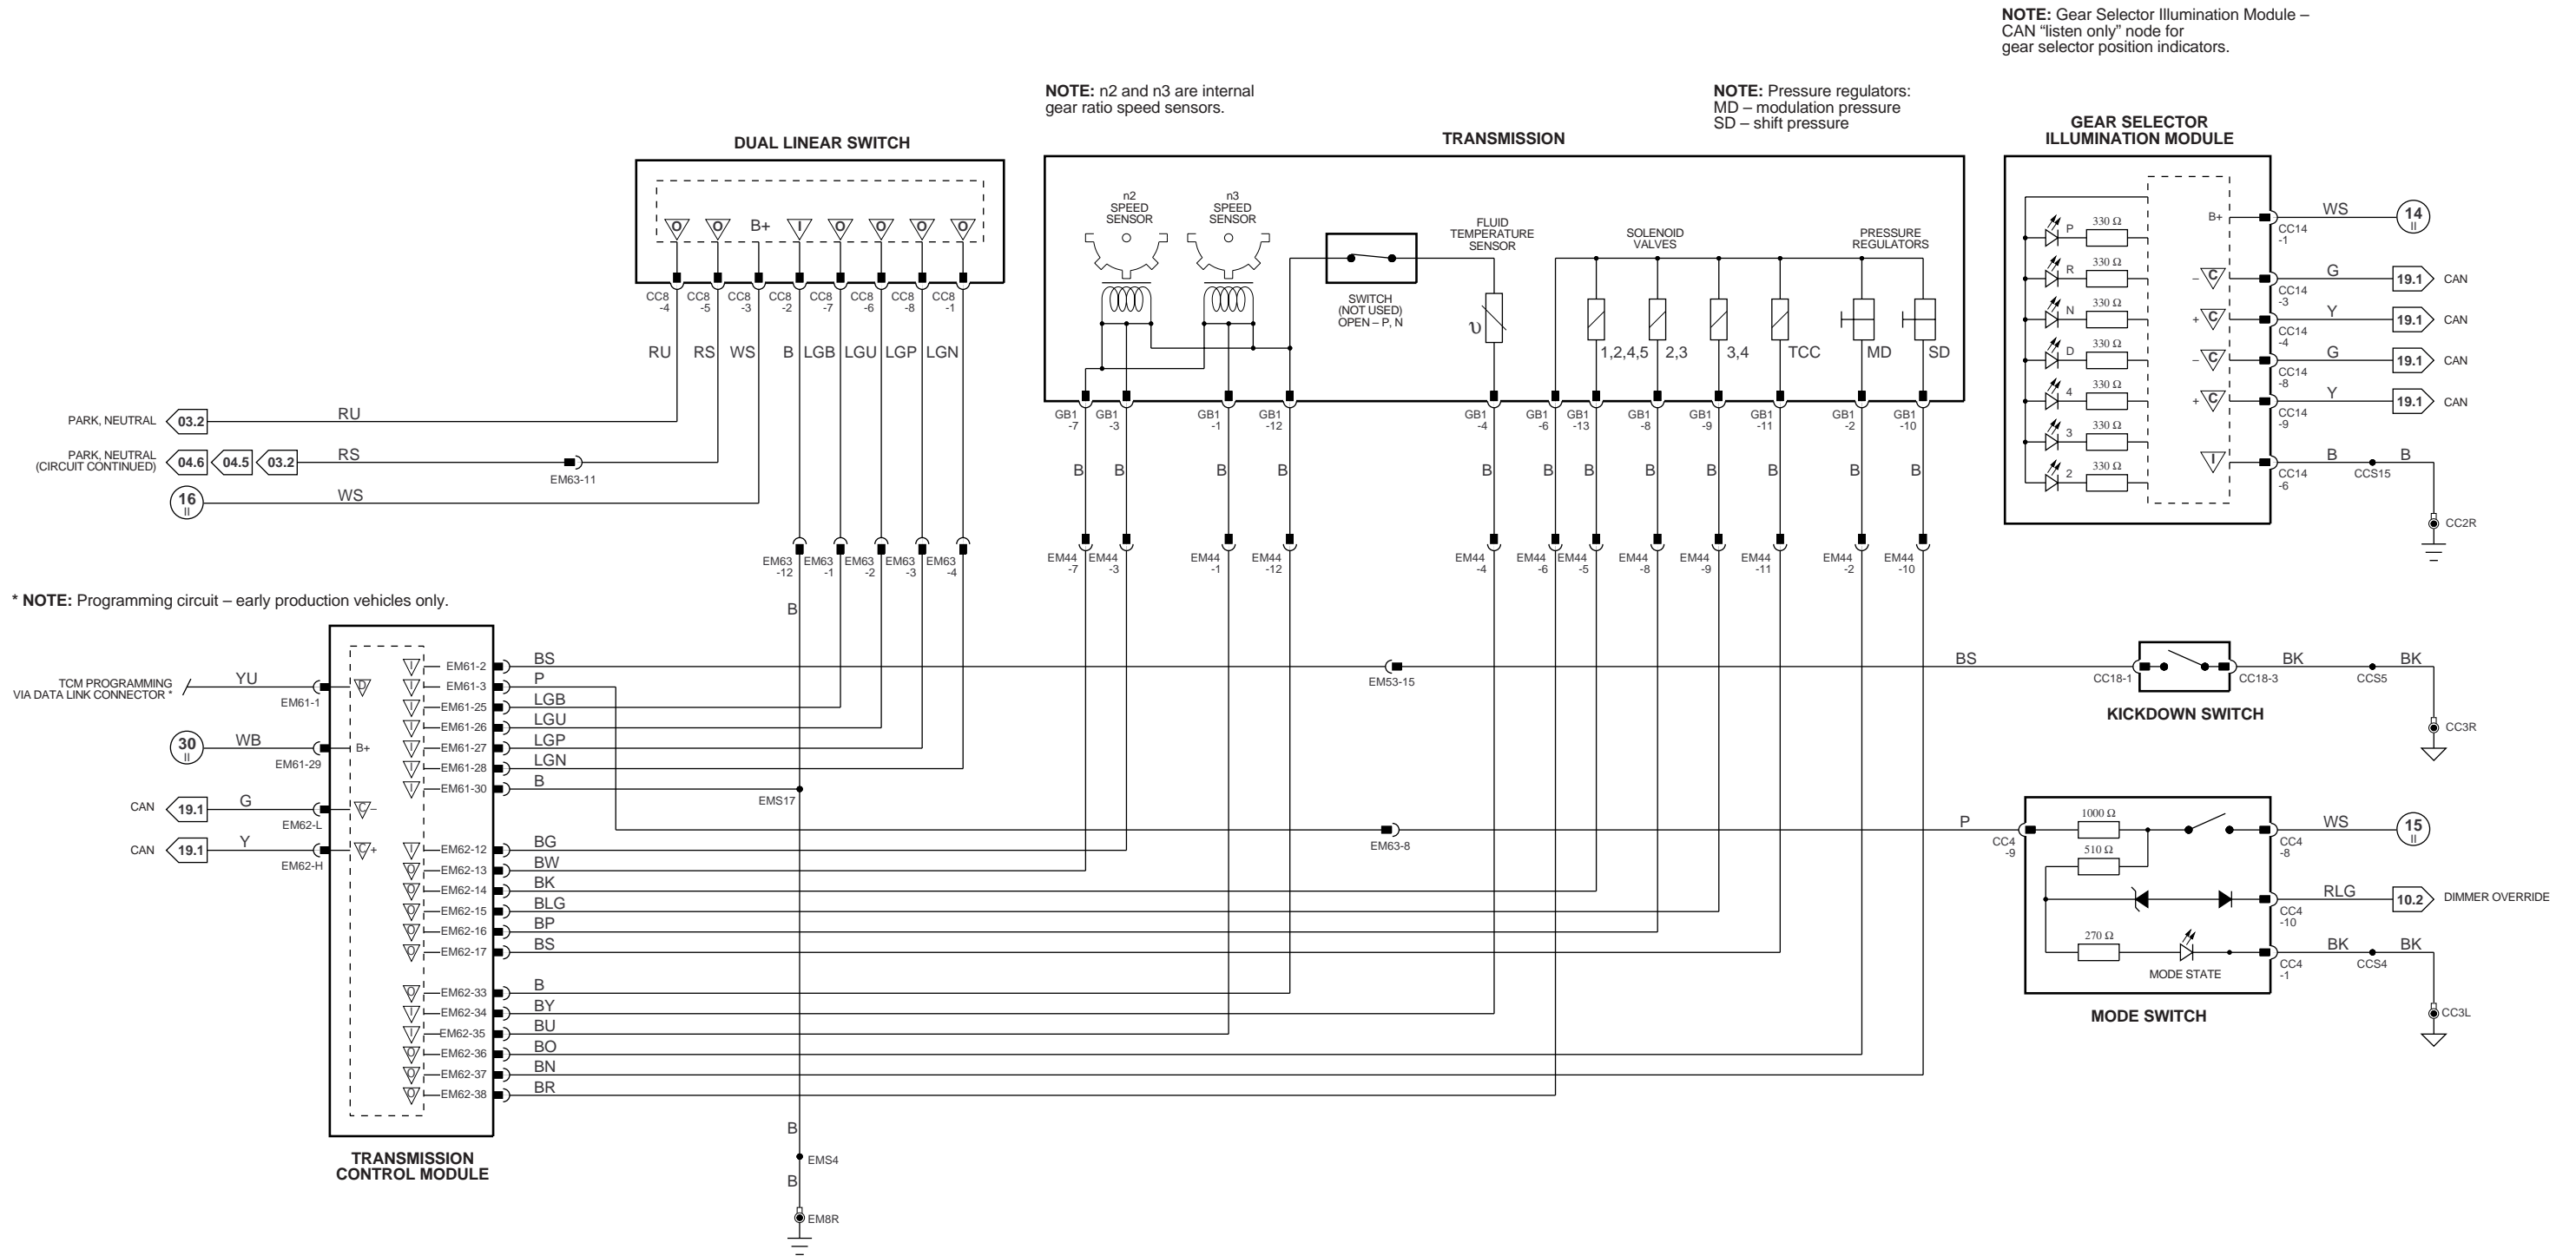 NOTE: Gear Selector Illumination Module –
CAN “listen only” node for
gear selector position indicators.
NOTE: n2 and n3 are internal
gear ratio speed sensors.
NOTE: Pressure regulators:
MD – modulation pressure
SD – shift pressure
DUAL LINEAR SWITCH
O O B+ I O O O O
CC8 CC8 CC8 CC8 CC8 CC8 CC8 CC8
-4 -5 -3 -2 -7 -6 -8 -1
RU RS WS B LGB LGU LGP LGN
PARK, NEUTRAL 03.2 RU
PARK, NEUTRAL
(CIRCUIT CONTINUED) 04.6 04.5 03.2 RS
EM63-11
16
II
WS
EM63 EM63 EM63 EM63 EM63
-12 -1 -2 -3 -4
B
TRANSMISSION
n2
SPEED
SENSOR
n3
SPEED
SENSOR
SWITCH
(NOT USED)
OPEN – P, N
FLUID
TEMPERATURE
SENSOR
υ
SOLENOID
VALVES
PRESSURE
REGULATORS
1,2,4,5 2,3 3,4 TCC MD SD
GB1 GB1 GB1 GB1 GB1 GB1 GB1 GB1 GB1 GB1 GB1 GB1
-7 -3 -1 -12 -4 -6 -13 -8 -9 -11 -2 -10
B B B B B B B B B B B B
EM44 EM44 EM44 EM44 EM44 EM44 EM44 EM44 EM44 EM44 EM44 EM44
-7 -3 -1 -12 -4 -6 -5 -8 -9 -11 -2 -10
GEAR SELECTOR
ILLUMINATION MODULE
P 330 Ω
R 330 Ω
N 330 Ω
D 330 Ω
4 330 Ω
3 330 Ω
2 330 Ω
B+ CC14
-1 WS 14
II
– C CC14
-3 G 19.1 CAN
+ C CC14
-4 Y 19.1 CAN
– C CC14
-8 G 19.1 CAN
+ C CC14
-9 Y 19.1 CAN
I CC14
-6 B CCS15 B
CC2R
* NOTE: Programming circuit – early production vehicles only.
TCM PROGRAMMING
VIA DATA LINK CONNECTOR *
YU EM61-1 D
30
II
WB EM61-29 B+
CAN 19.1 G EM62-L C –
CAN 19.1 Y EM62-H C +
I EM61-2 BS
I EM61-3 P
I EM61-25 LGB
I EM61-26 LGU
I EM61-27 LGP
I EM61-28 LGN
I EM61-30 B
EMS17
I EM62-12 BG
O EM62-13 BW
O EM62-14 BK
O EM62-15 BLG
O EM62-16 BP
O EM62-17 BS
O EM62-33 B
I EM62-34 BY
I EM62-35 BU
O EM62-36 BO
O EM62-37 BN
O EM62-38 BR
TRANSMISSION
CONTROL MODULE
B
EMS4
B
EM8R
EM53-15
BS
CC18-1 CC18-3 BK CCS5 BK
CC3R
KICKDOWN SWITCH
EM63-8
P
CC4
-9
1000 Ω
510 Ω
270 Ω
MODE STATE
CC4
-8 WS 15
II
CC4
-10 RLG 10.2 DIMMER OVERRIDE
CC4
-1 BK CCS4 BK
CC3L
MODE SWITCH